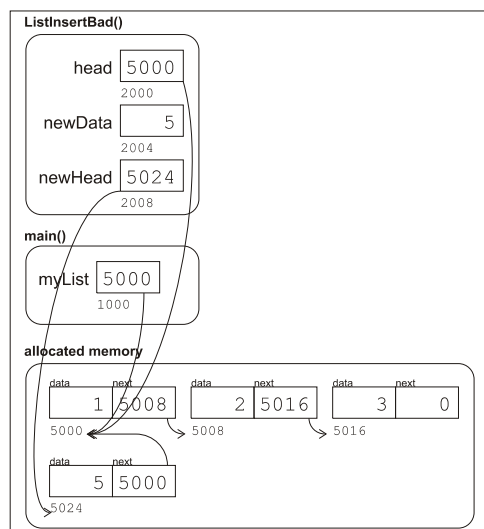 ListInsertBad()
head 5000
2000
newData 5
2004
newHead 5024
2008
main()
myList 5000
1000
allocated memory
data next data next data next
1 5008 2 5016 3 0
5000 5008 5016
data next
5 5000
5024